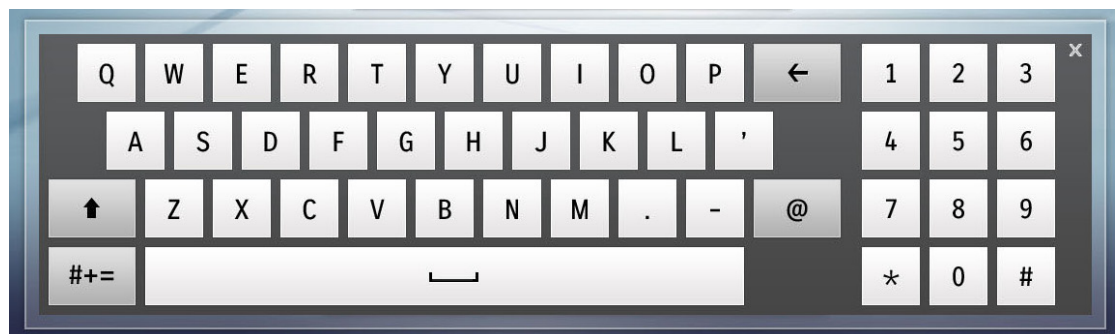 Q W E R T Y U I O P ← 1 2 3 X
A S D F G H J K L ' 4 5 6
⬆ Z X C V B N M . - @ 7 8 9
#+= ⎵ * 0 #